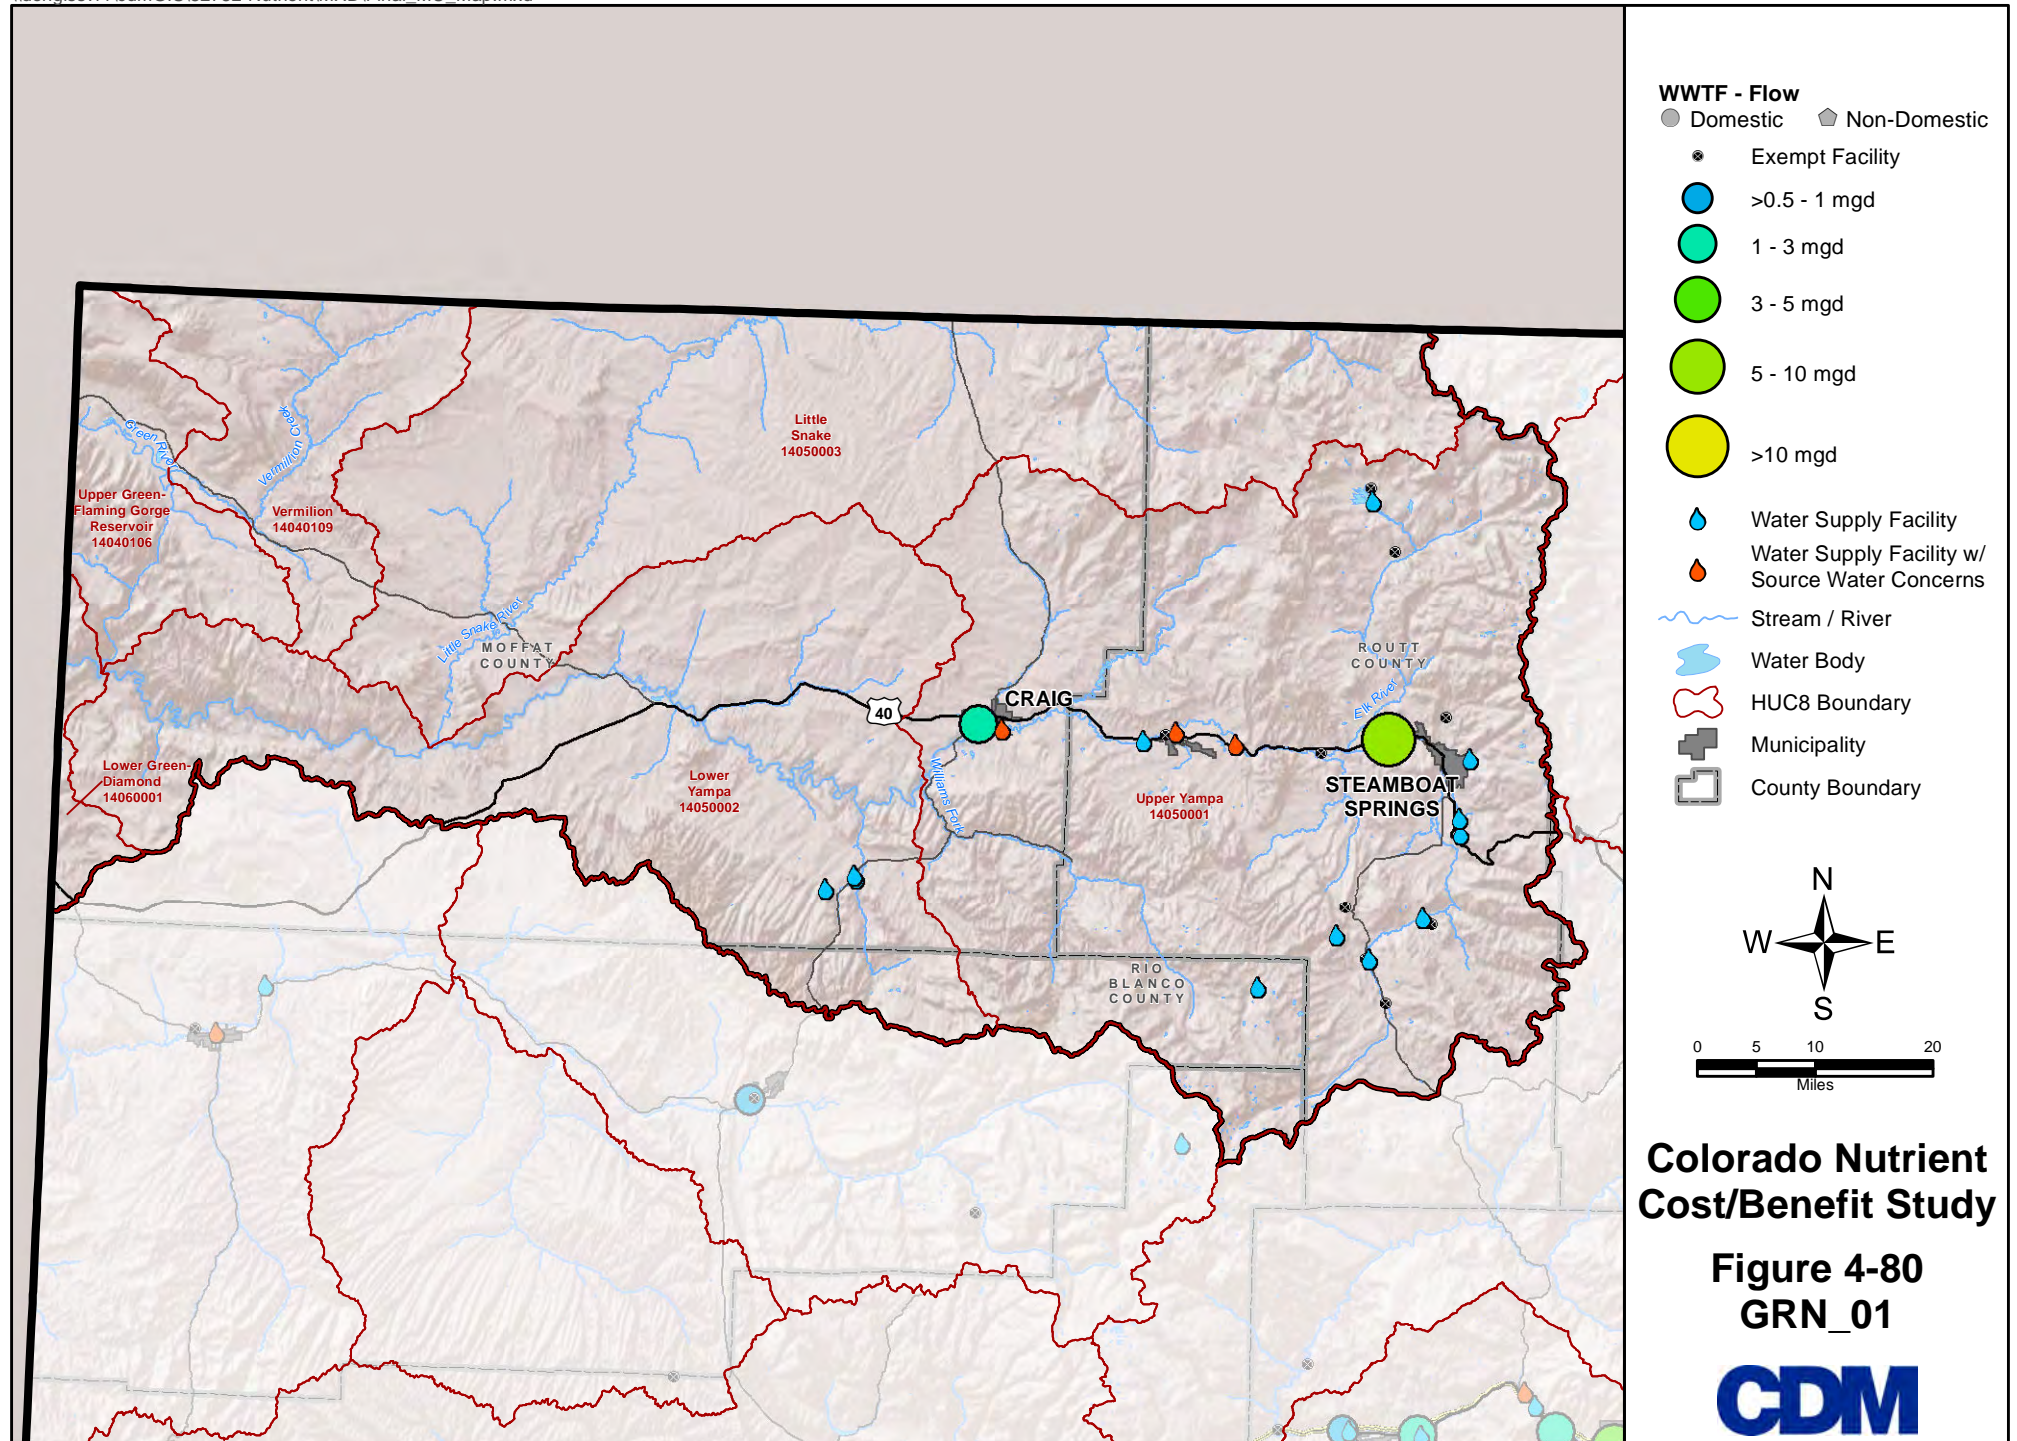 WWTF - Flow
Domestic
Non-Domestic
Exempt Facility
>0.5 - 1 mgd
1 - 3 mgd
3 - 5 mgd
5 - 10 mgd
>10 mgd
Water Supply Facility
Water Supply Facility w/
Source Water Concerns
Stream / River
Water Body
HUC8 Boundary
Municipality
County Boundary
N
W
E
S
0
5
10
20
Miles
Colorado Nutrient
Cost/Benefit Study
Figure 4-80
GRN_01
CDM
Little
Snake
14050003
Green River
Vermillion Creek
Upper Green-
Flaming Gorge
Reservoir
14040106
Vermilion
14040109
Little Snake River
MOFFAT
COUNTY
ROUTT
COUNTY
Elk River
CRAIG
40
Lower Green-
Diamond
14060001
Lower
Yampa
14050002
Williams Fork
Upper Yampa
14050001
STEAMBOAT
SPRINGS
RIO
BLANCO
COUNTY